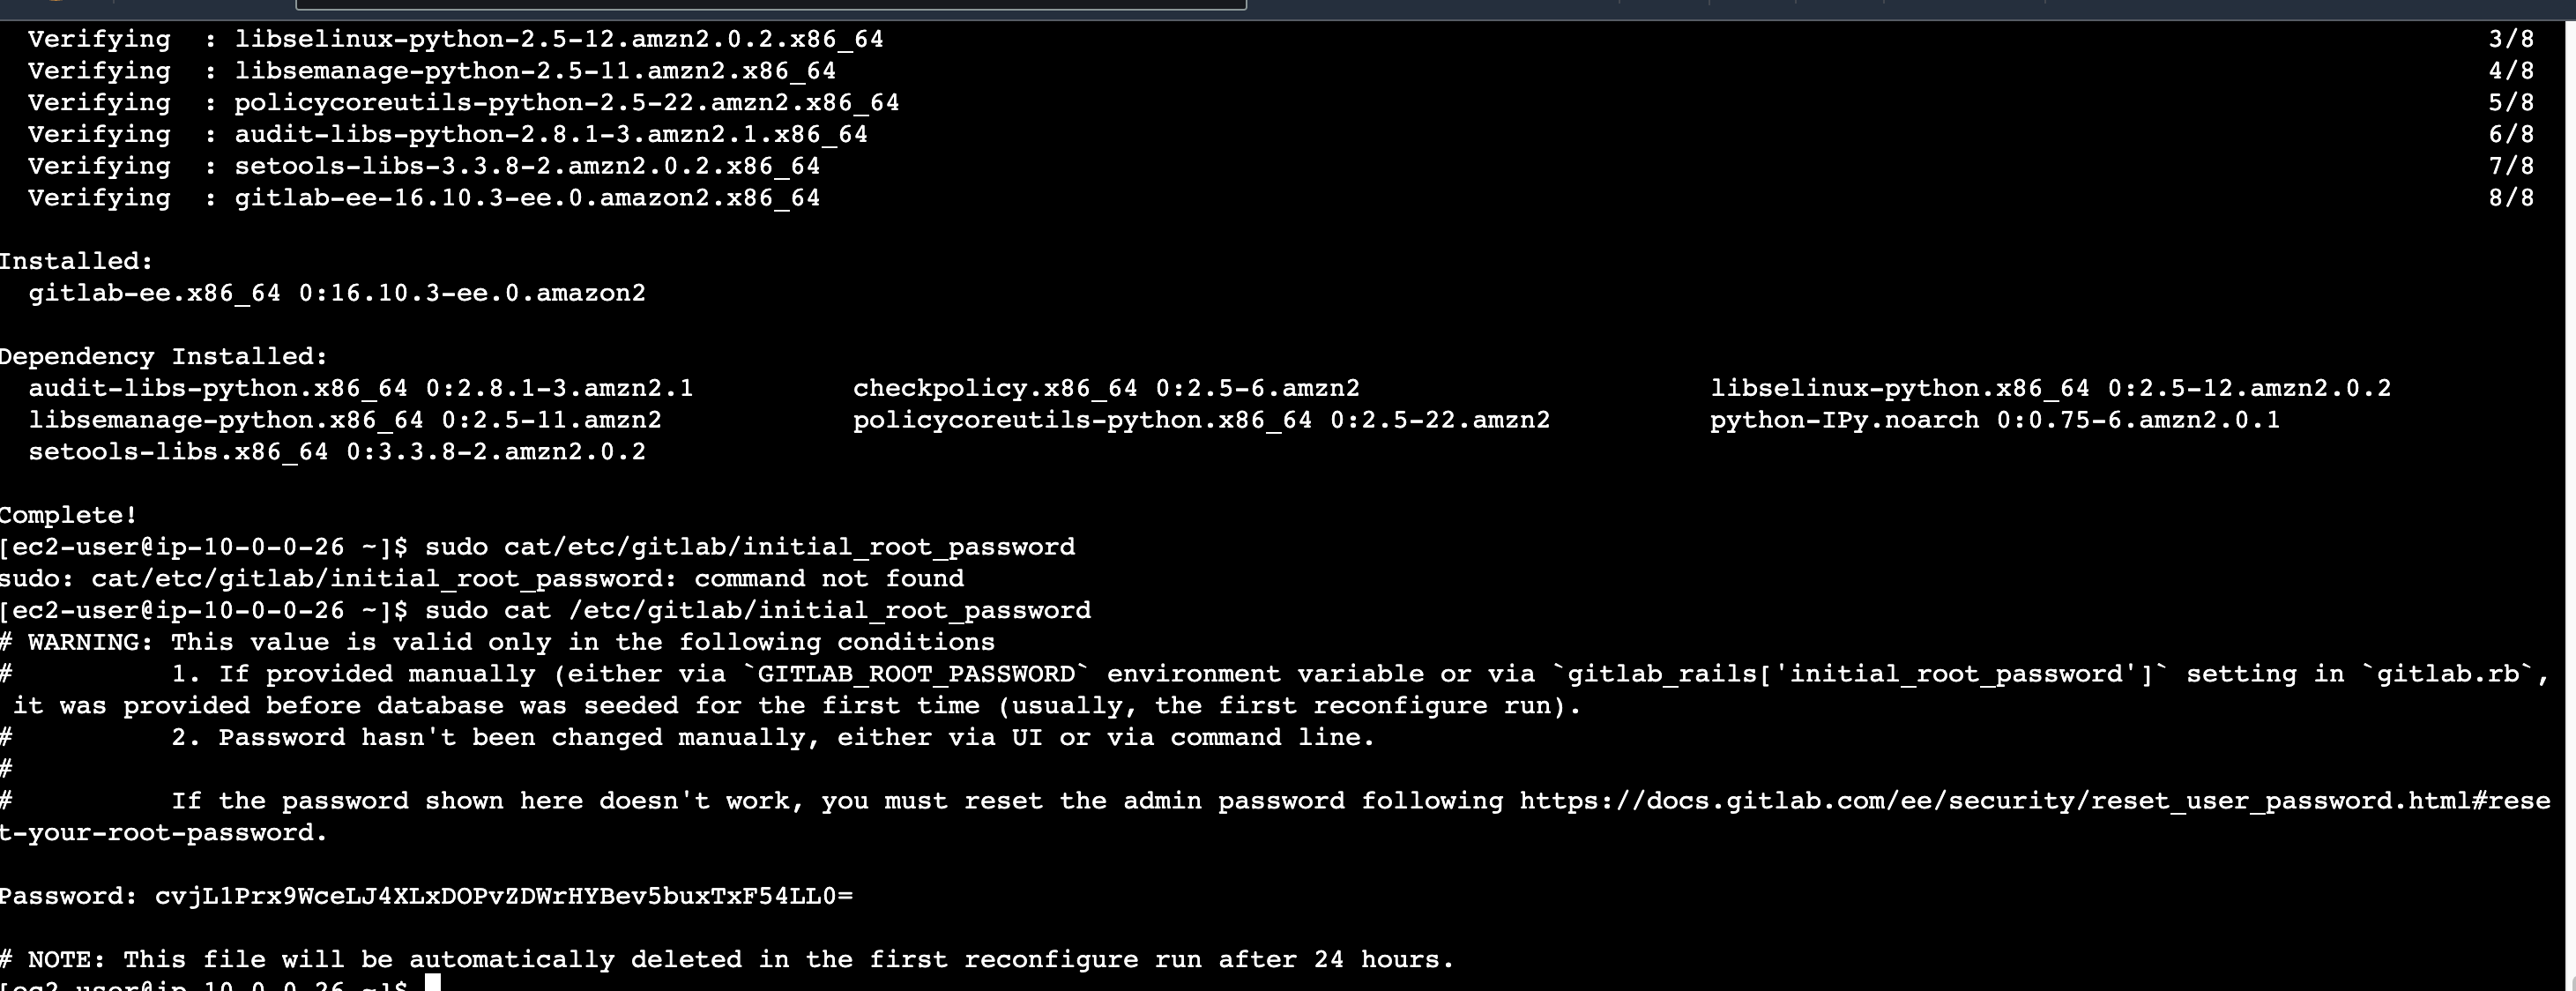 Verifying  : libselinux-python-2.5-12.amzn2.0.2.x86_64 3/8
Verifying  : libsemanage-python-2.5-11.amzn2.x86_64 4/8
Verifying  : policycoreutils-python-2.5-22.amzn2.x86_64 5/8
Verifying  : audit-libs-python-2.8.1-3.amzn2.1.x86_64 6/8
Verifying  : setools-libs-3.3.8-2.amzn2.0.2.x86_64 7/8
Verifying  : gitlab-ee-16.10.3-ee.0.amazon2.x86_64 8/8
Installed:
gitlab-ee.x86_64 0:16.10.3-ee.0.amazon2
Dependency Installed:
audit-libs-python.x86_64 0:2.8.1-3.amzn2.1 checkpolicy.x86_64 0:2.5-6.amzn2 libselinux-python.x86_64 0:2.5-12.amzn2.0.2
libsemanage-python.x86_64 0:2.5-11.amzn2 policycoreutils-python.x86_64 0:2.5-22.amzn2 python-IPy.noarch 0:0.75-6.amzn2.0.1
setools-libs.x86_64 0:3.3.8-2.amzn2.0.2
Complete!
[ec2-user@ip-10-0-0-26 ~]$ sudo cat/etc/gitlab/initial_root_password
sudo: cat/etc/gitlab/initial_root_password: command not found
[ec2-user@ip-10-0-0-26 ~]$ sudo cat /etc/gitlab/initial_root_password
# WARNING: This value is valid only in the following conditions
#          1. If provided manually (either via `GITLAB_ROOT_PASSWORD` environment variable or via `gitlab_rails['initial_root_password']` setting in `gitlab.rb`,
it was provided before database was seeded for the first time (usually, the first reconfigure run).
#          2. Password hasn't been changed manually, either via UI or via command line.
#
#          If the password shown here doesn't work, you must reset the admin password following https://docs.gitlab.com/ee/security/reset_user_password.html#rese
t-your-root-password.
Password: cvjL1Prx9WceLJ4XLxDOPvZDWrHYBev5buxTxF54LL0=
# NOTE: This file will be automatically deleted in the first reconfigure run after 24 hours.
[ec2-user@ip-10-0-0-26 ~]$